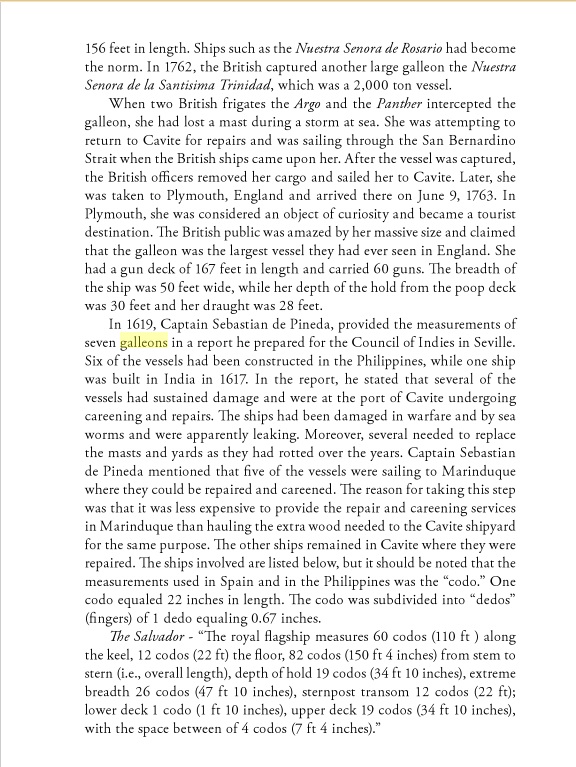 156 feet in length. Ships such as the Nuestra Senora de Rosario had become
the norm. In 1762, the British captured another large galleon the Nuestra
Senora de la Santisima Trinidad, which was a 2,000 ton vessel.
When two British frigates the Argo and the Panther intercepted the
galleon, she had lost a mast during a storm at sea. She was attempting to
return to Cavite for repairs and was sailing through the San Bernardino
Strait when the British ships came upon her. After the vessel was captured,
the British officers removed her cargo and sailed her to Cavite. Later, she
was taken to Plymouth, England and arrived there on June 9, 1763. In
Plymouth, she was considered an object of curiosity and became a tourist
destination. The British public was amazed by her massive size and claimed
that the galleon was the largest vessel they had ever seen in England. She
had a gun deck of 167 feet in length and carried 60 guns. The breadth of
the ship was 50 feet wide, while her depth of the hold from the poop deck
was 30 feet and her draught was 28 feet.
In 1619, Captain Sebastian de Pineda, provided the measurements of
seven galleons in a report he prepared for the Council of Indies in Seville.
Six of the vessels had been constructed in the Philippines, while one ship
was built in India in 1617. In the report, he stated that several of the
vessels had sustained damage and were at the port of Cavite undergoing
careening and repairs. The ships had been damaged in warfare and by sea
worms and were apparently leaking. Moreover, several needed to replace
the masts and yards as they had rotted over the years. Captain Sebastian
de Pineda mentioned that five of the vessels were sailing to Marinduque
where they could be repaired and careened. The reason for taking this step
was that it was less expensive to provide the repair and careening services
in Marinduque than hauling the extra wood needed to the Cavite shipyard
for the same purpose. The other ships remained in Cavite where they were
repaired. The ships involved are listed below, but it should be noted that the
measurements used in Spain and in the Philippines was the “codo.” One
codo equaled 22 inches in length. The codo was subdivided into “dedos”
(fingers) of 1 dedo equaling 0.67 inches.
The Salvador - “The royal flagship measures 60 codos (110 ft ) along
the keel, 12 codos (22 ft) the floor, 82 codos (150 ft 4 inches) from stem to
stern (i.e., overall length), depth of hold 19 codos (34 ft 10 inches), extreme
breadth 26 codos (47 ft 10 inches), sternpost transom 12 codos (22 ft);
lower deck 1 codo (1 ft 10 inches), upper deck 19 codos (34 ft 10 inches),
with the space between of 4 codos (7 ft 4 inches).”